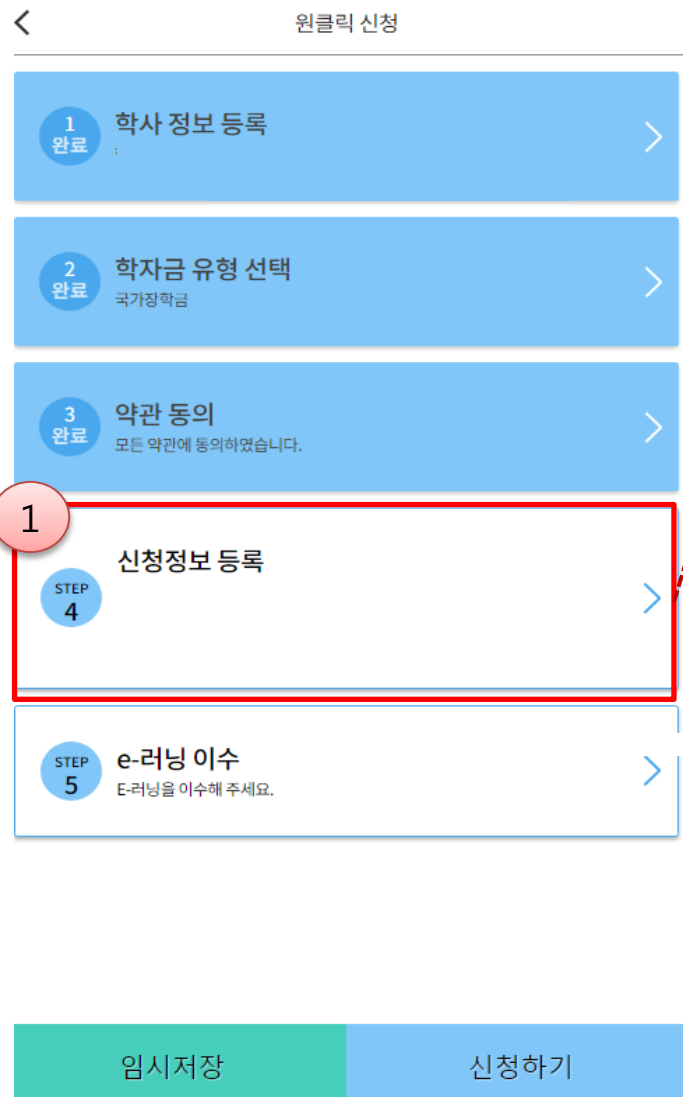 원클릭 신청
1
완료
학사 정보 등록
2
완료
학자금 유형 선택
국가장학금
3
완료
약관 동의
모든 약관에 동의하였습니다.
1
신청정보 등록
STEP
4
e-러닝 이수
STEP
5
E-러닝을 이수해 주세요.
임시저장
신청하기